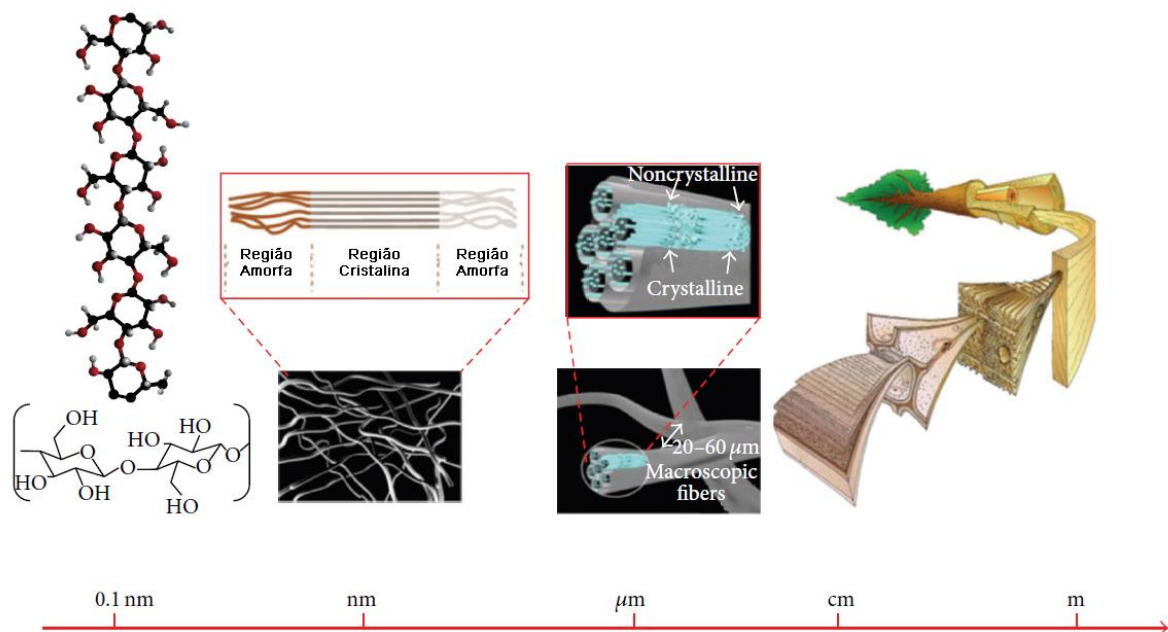 Região
Amorfa
Região
Cristalina
Região
Amorfa
Noncrystalline
Crystalline
~20–60 μm
Macroscopic
fibers
OH
HO
OH
O
O
O
HO
OH
O
O
HO
OH
HO
0.1 nm
nm
μm
cm
m